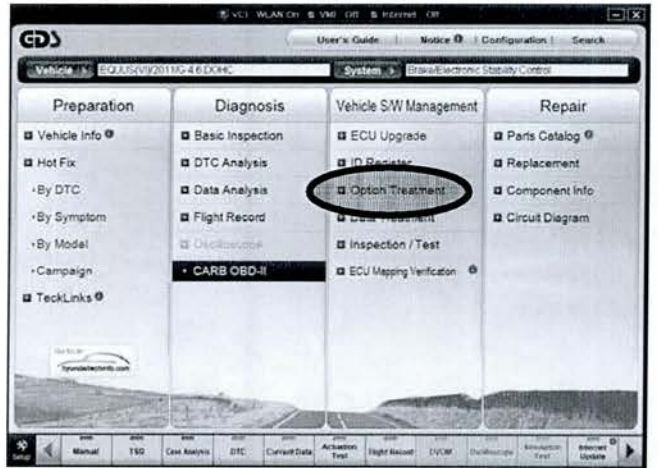 VCI WLAN On VMI Off Internet Off
GDS
User's Guide Notice Configuration Search
Vehicle EQUUS(VI)/2011/G 4.6 DOHC
System Brake/Electronic Stability Control
Preparation
Vehicle Info
Hot Fix
By DTC
By Symptom
By Model
Campaign
TeckLinks
hyundaitechinfo.com
Diagnosis
Basic Inspection
DTC Analysis
Data Analysis
Flight Record
Oscilloscope
CARB OBD-II
Vehicle S/W Management
ECU Upgrade
ID Register
Option Treatment
Data Treatment
Inspection / Test
ECU Mapping Verification
Repair
Parts Catalog
Replacement
Component Info
Circuit Diagram
Setup Manual TSB Case Analysis DTC Current Data Actuation Test Flight Record DVOM Oscilloscope Simulation Test Internet Update